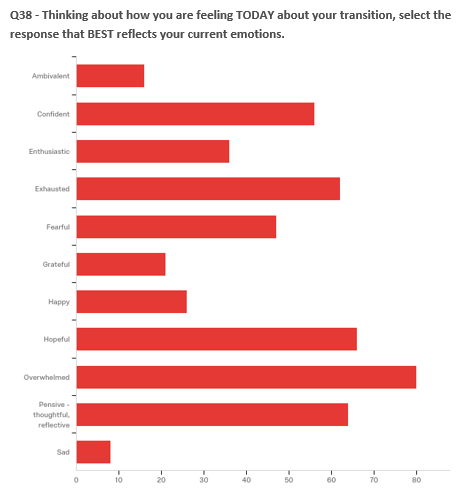 Q38 - Thinking about how you are feeling TODAY about your transition, select the
response that BEST reflects your current emotions.
Ambivalent
Confident
Enthusiastic
Exhausted
Fearful
Grateful
Happy
Hopeful
Overwhelmed
Pensive -
thoughtful,
reflective
Sad
0 10 20 30 40 50 60 70 80